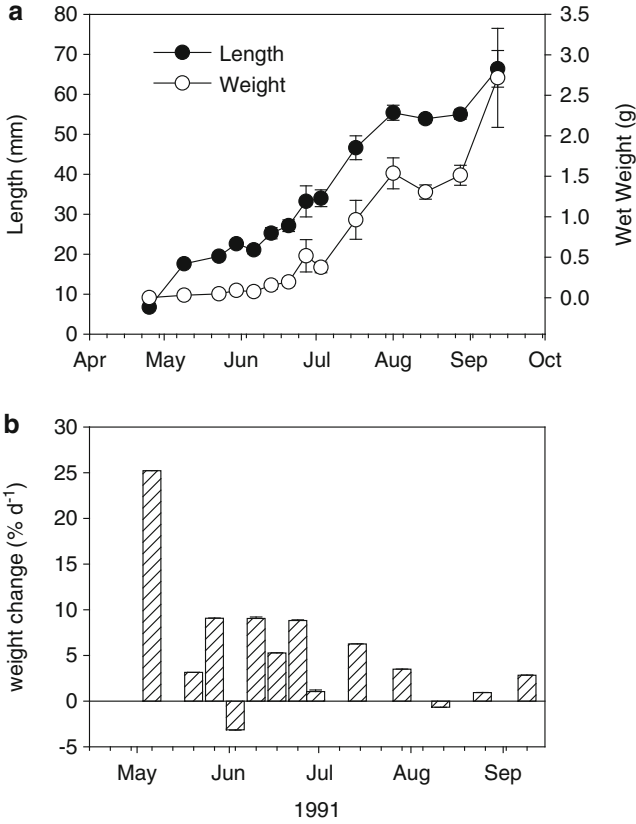 a
80
70
60
50
40
30
20
10
0
Length (mm)
Length
Weight
3.5
3.0
2.5
2.0
1.5
1.0
0.5
0.0
Wet Weight (g)
Apr May Jun Jul Aug Sep Oct
b
30
25
20
15
10
5
0
-5
weight change (% d-1)
May Jun Jul Aug Sep
1991